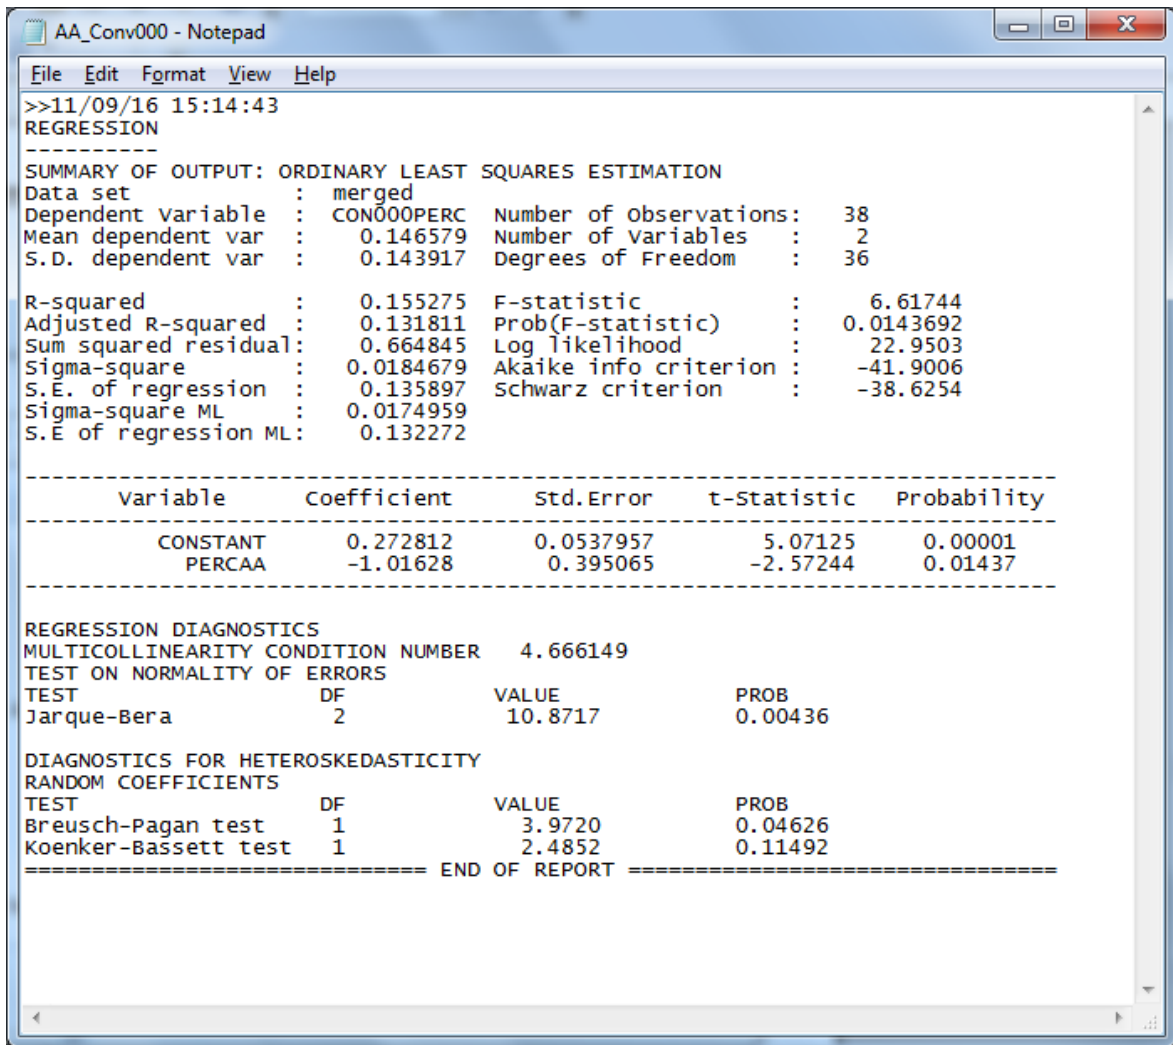 AA_Conv000 - Notepad
File Edit Format View Help
>>11/09/16 15:14:43
REGRESSION
----------
SUMMARY OF OUTPUT: ORDINARY LEAST SQUARES ESTIMATION
Data set            :  merged
Dependent Variable  :  CON000PERC  Number of Observations:   38
Mean dependent var  :    0.146579  Number of Variables   :    2
S.D. dependent var  :    0.143917  Degrees of Freedom    :   36
R-squared           :    0.155275  F-statistic           :     6.61744
Adjusted R-squared  :    0.131811  Prob(F-statistic)     :   0.0143692
Sum squared residual:    0.664845  Log likelihood        :     22.9503
Sigma-square        :   0.0184679  Akaike info criterion :    -41.9006
S.E. of regression  :    0.135897  Schwarz criterion     :    -38.6254
Sigma-square ML     :   0.0174959
S.E of regression ML:    0.132272
-----------------------------------------------------------------------------
       Variable      Coefficient      Std.Error    t-Statistic   Probability
-----------------------------------------------------------------------------
          CONSTANT      0.272812       0.0537957        5.07125     0.00001
            PERCAA      -1.01628        0.395065       -2.57244     0.01437
-----------------------------------------------------------------------------
REGRESSION DIAGNOSTICS
MULTICOLLINEARITY CONDITION NUMBER   4.666149
TEST ON NORMALITY OF ERRORS
TEST                  DF           VALUE             PROB
Jarque-Bera            2            10.8717          0.00436
DIAGNOSTICS FOR HETEROSKEDASTICITY
RANDOM COEFFICIENTS
TEST                  DF           VALUE             PROB
Breusch-Pagan test     1             3.9720          0.04626
Koenker-Bassett test   1             2.4852          0.11492
============================== END OF REPORT ================================